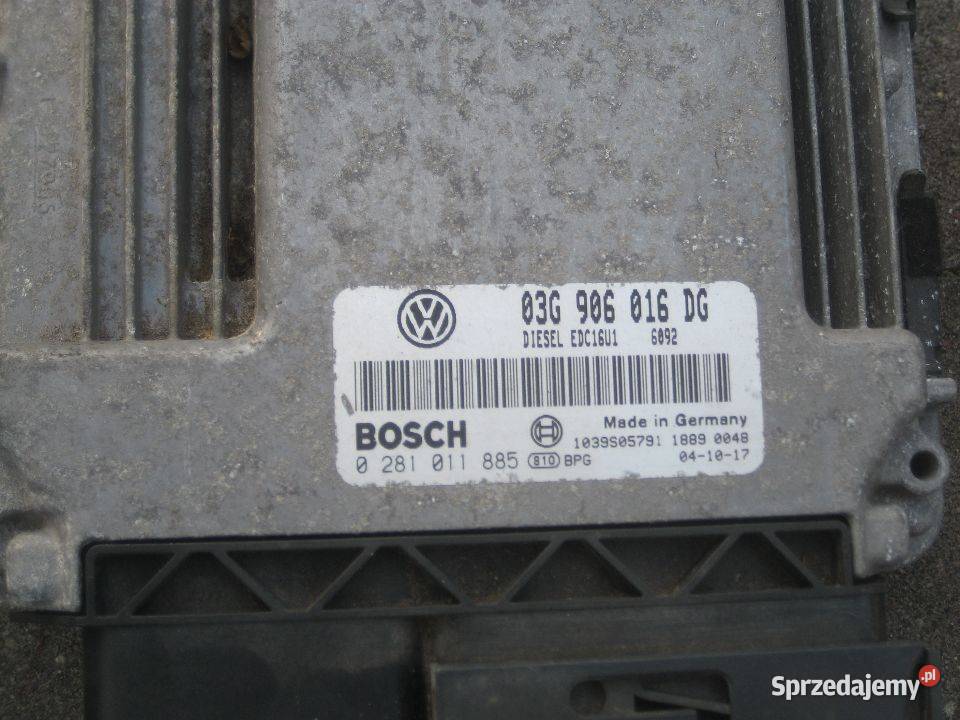 03G 906 016 DG
DIESEL EDC16U1 6092
Made in Germany
BOSCH
1039S05791 1889 0048
0 281 011 885 810 BPG 04-10-17
Sprzedajemy.pl